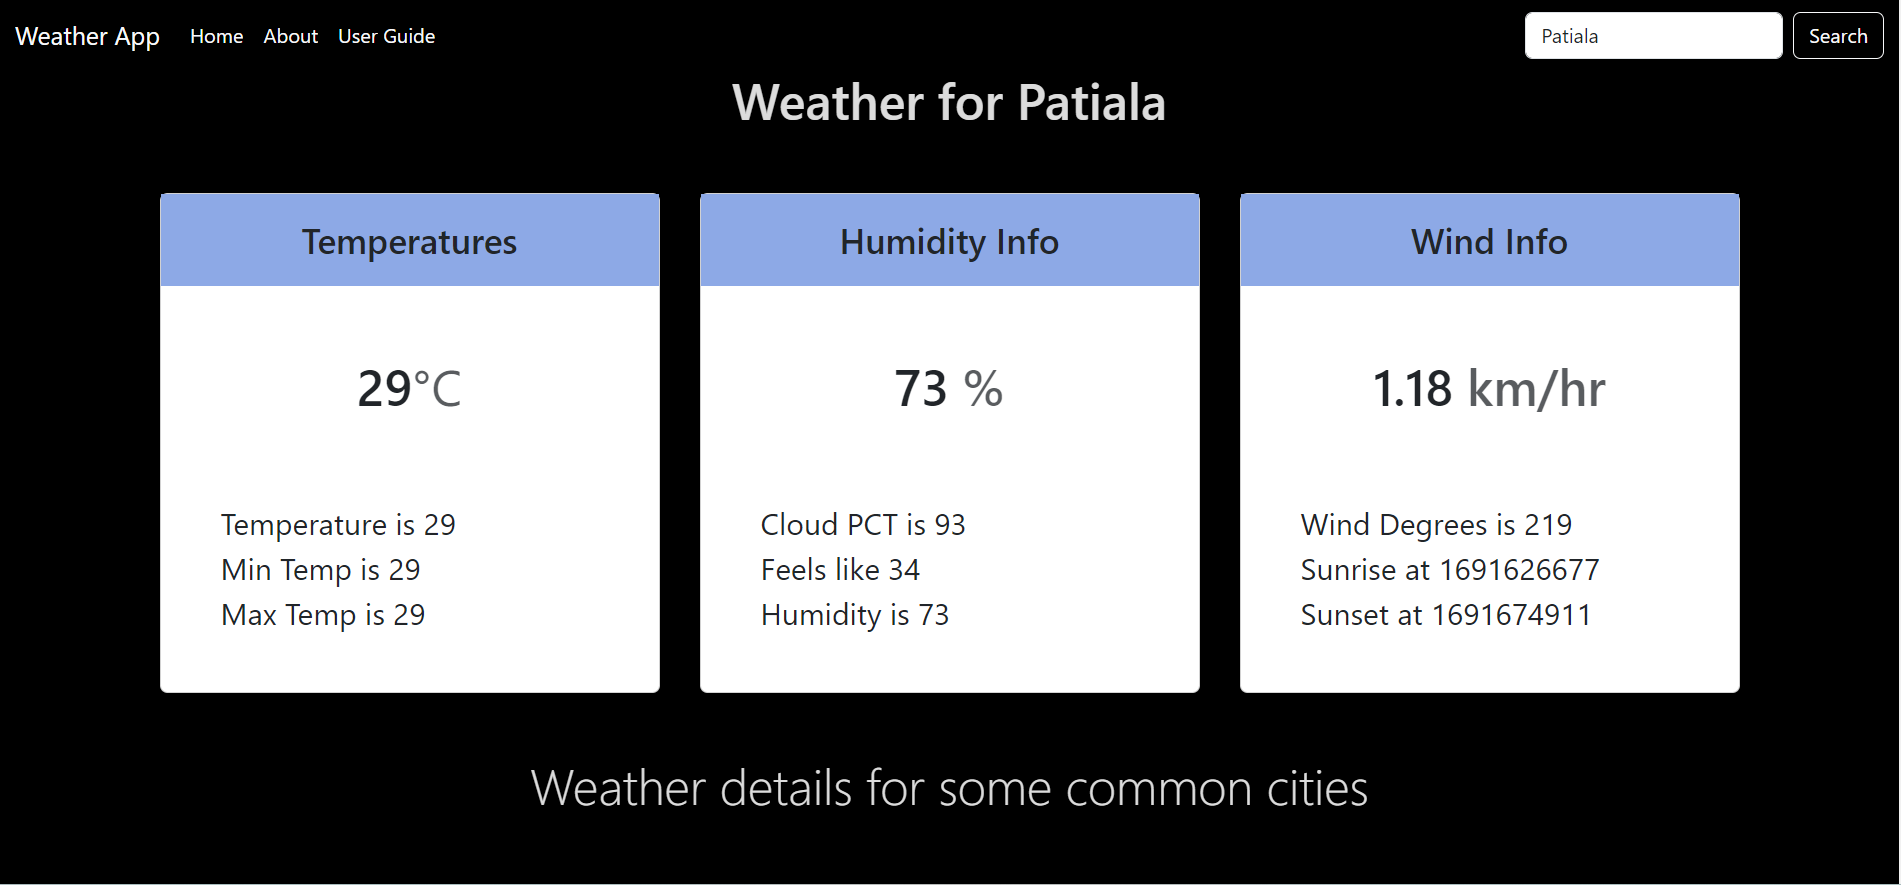 Weather App Home About User Guide Patiala Search
Weather for Patiala
Temperatures
29°C
Temperature is 29
Min Temp is 29
Max Temp is 29
Humidity Info
73 %
Cloud PCT is 93
Feels like 34
Humidity is 73
Wind Info
1.18 km/hr
Wind Degrees is 219
Sunrise at 1691626677
Sunset at 1691674911
Weather details for some common cities